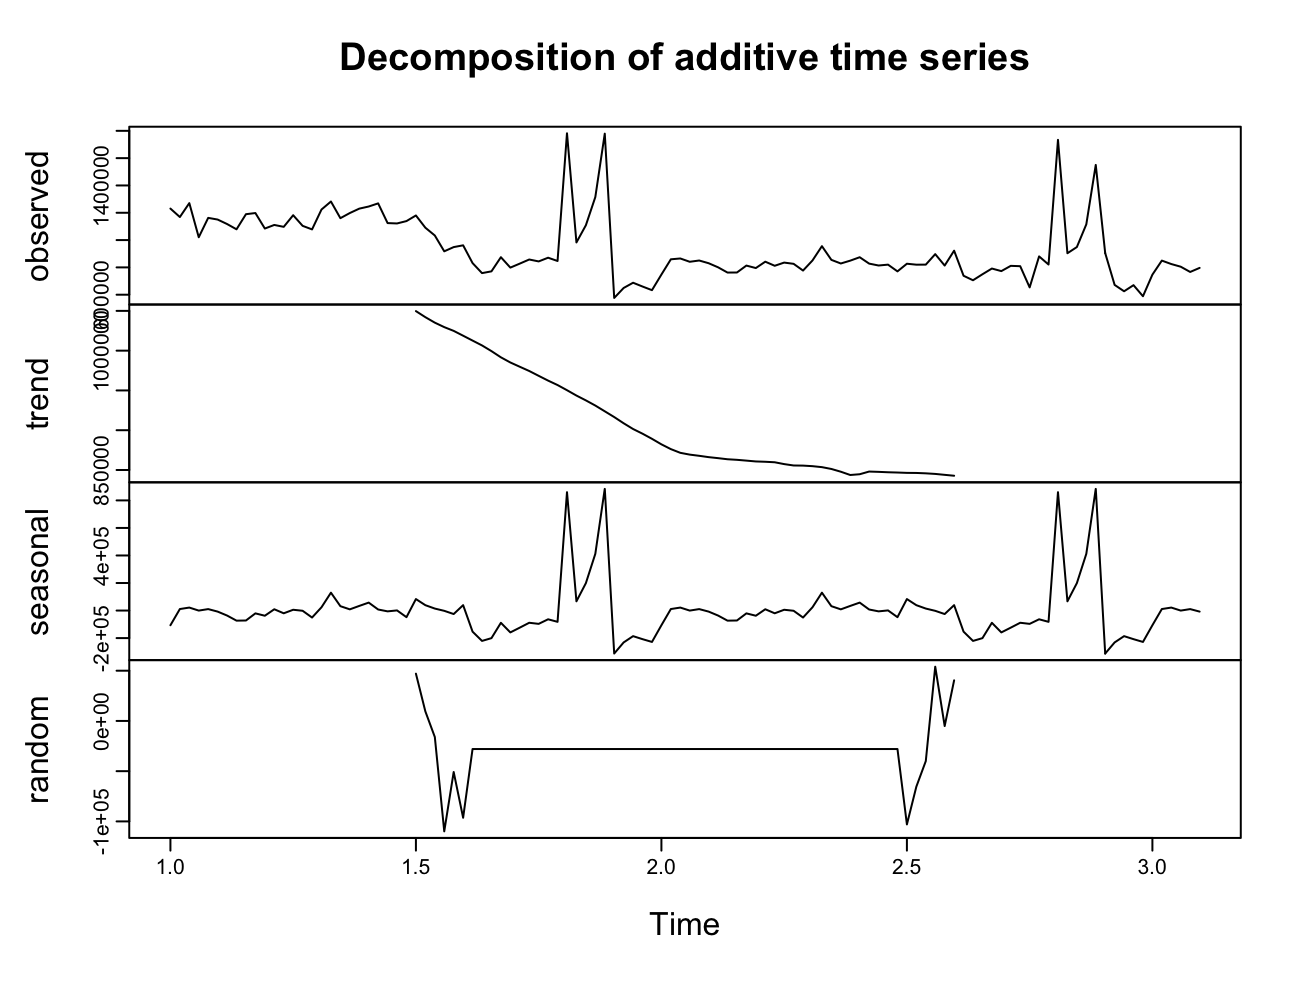 Decomposition of additive time series
observed
1400000
trend
1000000
850000
seasonal
4e+05
-2e+05
random
0e+00
-1e+05
1.0 1.5 2.0 2.5 3.0
Time